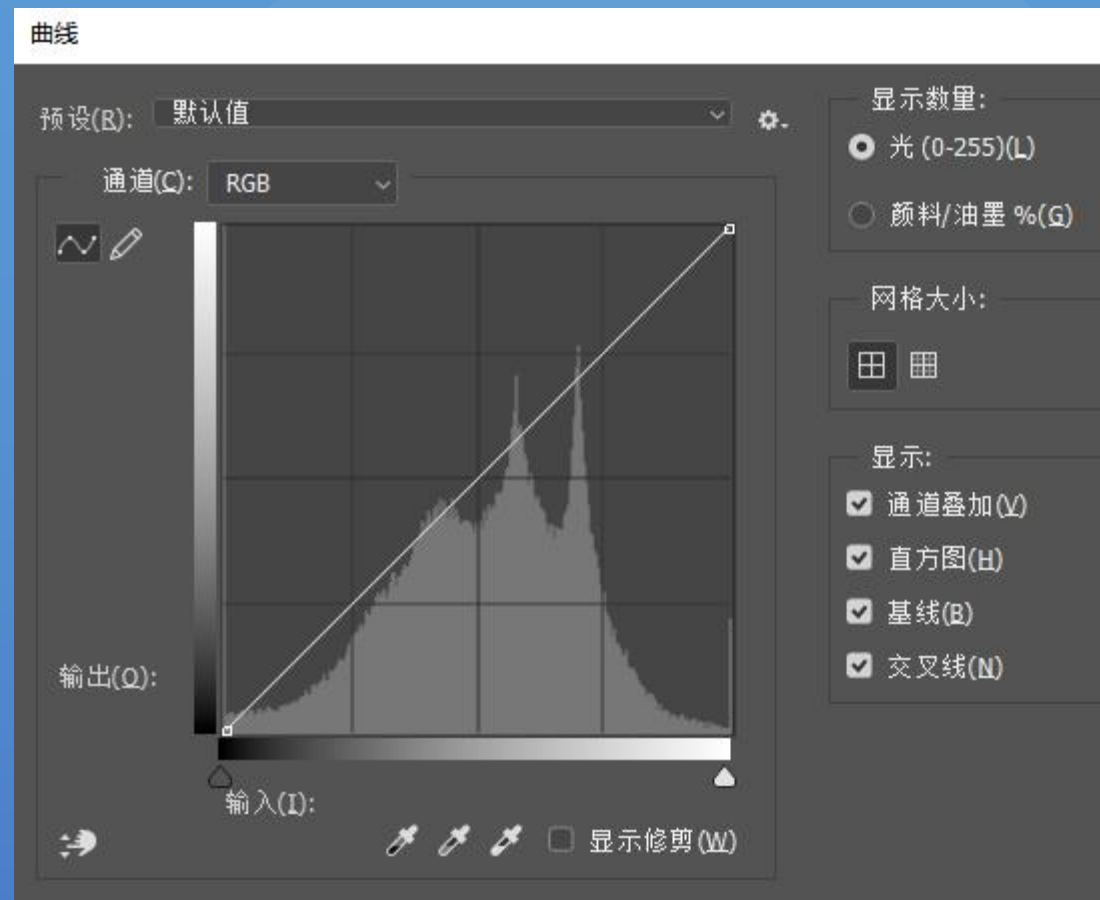 曲线
预设(R): 默认值
通道(C): RGB
输出(O):
输入(I):
显示修剪(W)
显示数量:
光 (0-255)(L)
颜料/油墨 %(G)
网格大小:
显示:
通道叠加(V)
直方图(H)
基线(B)
交叉线(N)